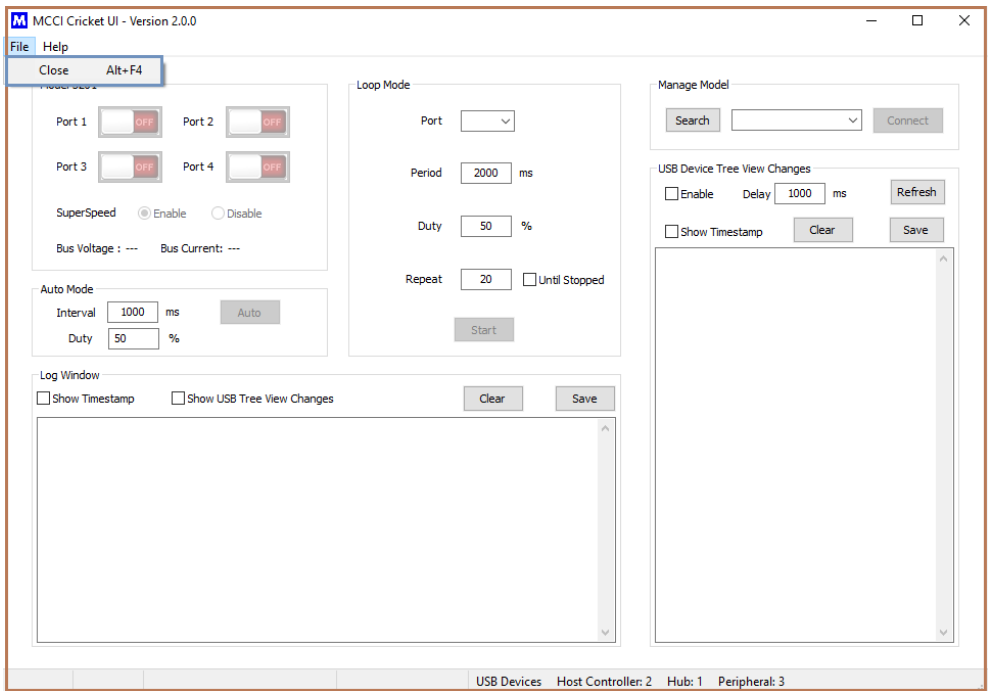 M MCCI Cricket UI - Version 2.0.0
File Help
Close Alt+F4
Model 3201
Port 1 OFF Port 2 OFF
Port 3 OFF Port 4 OFF
SuperSpeed Enable Disable
Bus Voltage : --- Bus Current: ---
Auto Mode
Interval 1000 ms Auto
Duty 50 %
Loop Mode
Port
Period 2000 ms
Duty 50 %
Repeat 20 Until Stopped
Start
Manage Model
Search Connect
USB Device Tree View Changes
Enable Delay 1000 ms Refresh
Show Timestamp Clear Save
Log Window
Show Timestamp Show USB Tree View Changes Clear Save
USB Devices Host Controller: 2 Hub: 1 Peripheral: 3